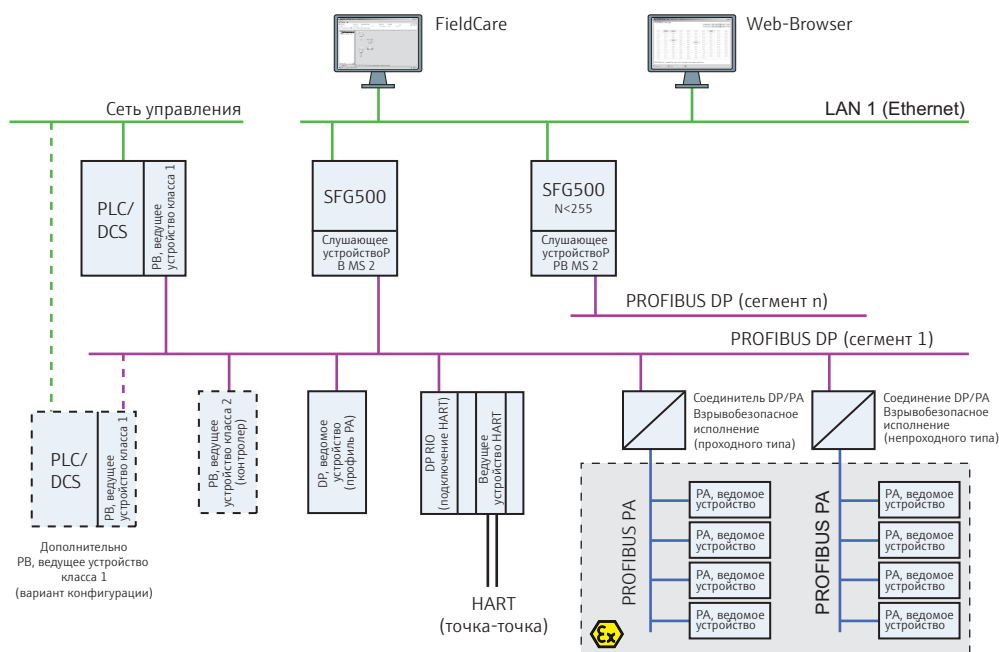 FieldCare
Web-Browser
Сеть управления
LAN 1 (Ethernet)
PLC/
DCS
PB, ведущее
устройство класса 1
SFG500
Слушающее
устройствоP
B MS 2
SFG500
N<255
Слушающее
устройствоP
PB MS 2
PROFIBUS DP (сегмент n)
PROFIBUS DP (сегмент 1)
PLC/
DCS
PB, ведущее
устройство класса 1
PB, ведущее
устройство класса 2
(контролер)
DP, ведомое
устройство
(профиль PA)
DP RIO
(подключение HART)
Ведущее
устройство HART
Соединитель DP/PA
Взрывобезопасное
исполнение
(проходного типа)
Соединение DP/PA
Взрывобезопасное
исполнение
(непроходного типа)
Дополнительно
PB, ведущее устройство
класса 1
(вариант конфигурации)
HART
(точка-точка)
PROFIBUS PA
PA, ведомое
устройство
PA, ведомое
устройство
PA, ведомое
устройство
PA, ведомое
устройство
PROFIBUS PA
PA, ведомое
устройство
PA, ведомое
устройство
PA, ведомое
устройство
PA, ведомое
устройство
Ex